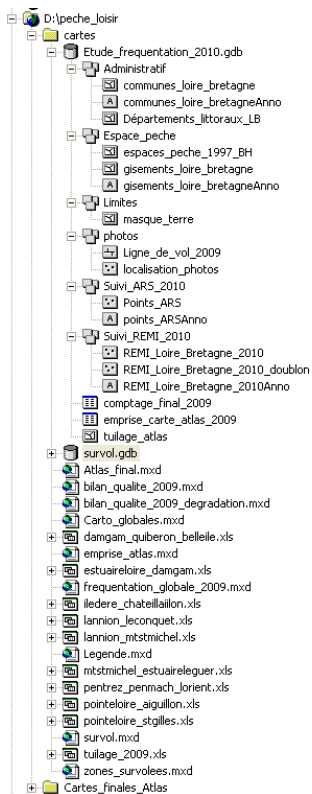 D:\peche_loisir
cartes
Etude_frequentation_2010.gdb
Administratif
communes_loire_bretagne
communes_loire_bretagneAnno
Départements_littoraux_LB
Espace_peche
espaces_peche_1997_BH
gisements_loire_bretagne
gisements_loire_bretagneAnno
Limites
masque_terre
photos
Ligne_de_vol_2009
localisation_photos
Suivi_ARS_2010
Points_ARS
points_ARSAnno
Suivi_REMI_2010
REMI_Loire_Bretagne_2010
REMI_Loire_Bretagne_2010_doublon
REMI_Loire_Bretagne_2010Anno
comptage_final_2009
emprise_carte_atlas_2009
tuilage_atlas
survol.gdb
Atlas_final.mxd
bilan_qualite_2009.mxd
bilan_qualite_2009_degradation.mxd
Carto_globales.mxd
damgam_quiberon_belleile.xls
emprise_atlas.mxd
estuaireloire_damgam.xls
frequentation_globale_2009.mxd
iledere_chateillaiilon.xls
lannion_leconquet.xls
lannion_mtstmichel.xls
Legende.mxd
mtstmichel_estuaireleguer.xls
pentrez_penmach_lorient.xls
pointeloire_aiguillon.xls
pointeloire_stgilles.xls
survol.mxd
tuilage_2009.xls
zones_survolees.mxd
Cartes_finales_Atlas